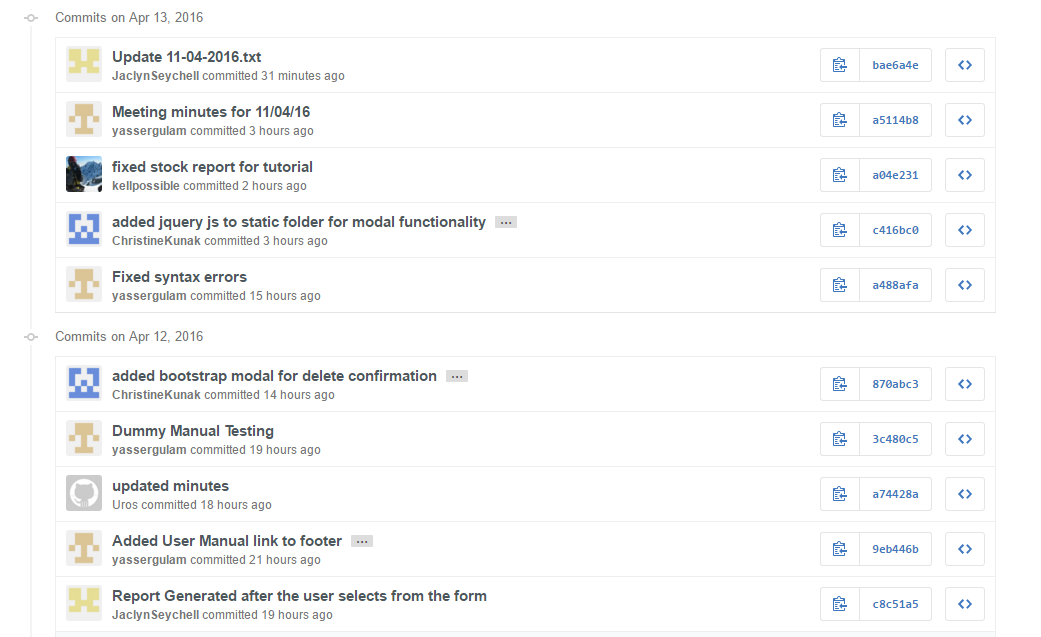 Commits on Apr 13, 2016
Update 11-04-2016.txt
JaclynSeychell committed 31 minutes ago
bae6a4e
Meeting minutes for 11/04/16
yassergulam committed 3 hours ago
a5114b8
fixed stock report for tutorial
kellpossible committed 2 hours ago
a04e231
added jquery js to static folder for modal functionality …
ChristineKunak committed 3 hours ago
c416bc0
Fixed syntax errors
yassergulam committed 15 hours ago
a488afa
Commits on Apr 12, 2016
added bootstrap modal for delete confirmation …
ChristineKunak committed 14 hours ago
870abc3
Dummy Manual Testing
yassergulam committed 19 hours ago
3c480c5
updated minutes
Uros committed 18 hours ago
a74428a
Added User Manual link to footer …
yassergulam committed 21 hours ago
9eb446b
Report Generated after the user selects from the form
JaclynSeychell committed 19 hours ago
c8c51a5